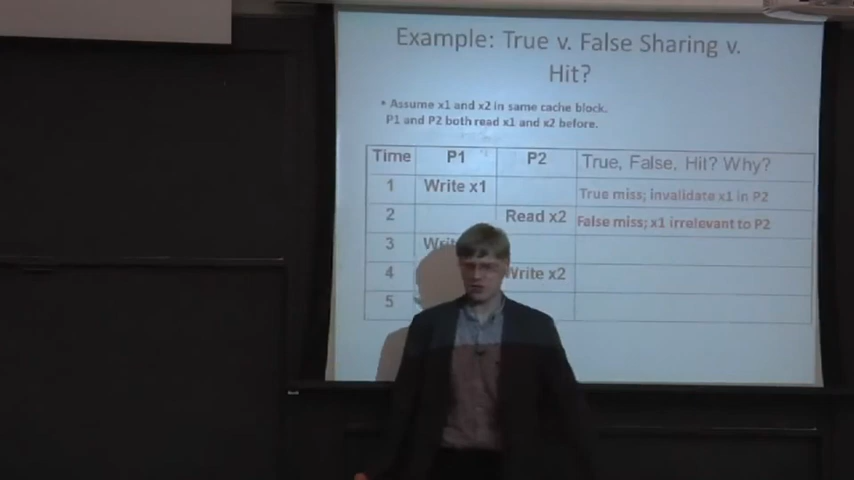 Example: True v. False Sharing v.
Hit?
• Assume x1 and x2 in same cache block.
P1 and P2 both read x1 and x2 before.
Time P1 P2 True, False, Hit? Why?
1 Write x1 True miss; invalidate x1 in P2
2 Read x2 False miss; x1 irrelevant to P2
3
4 Write x2
5